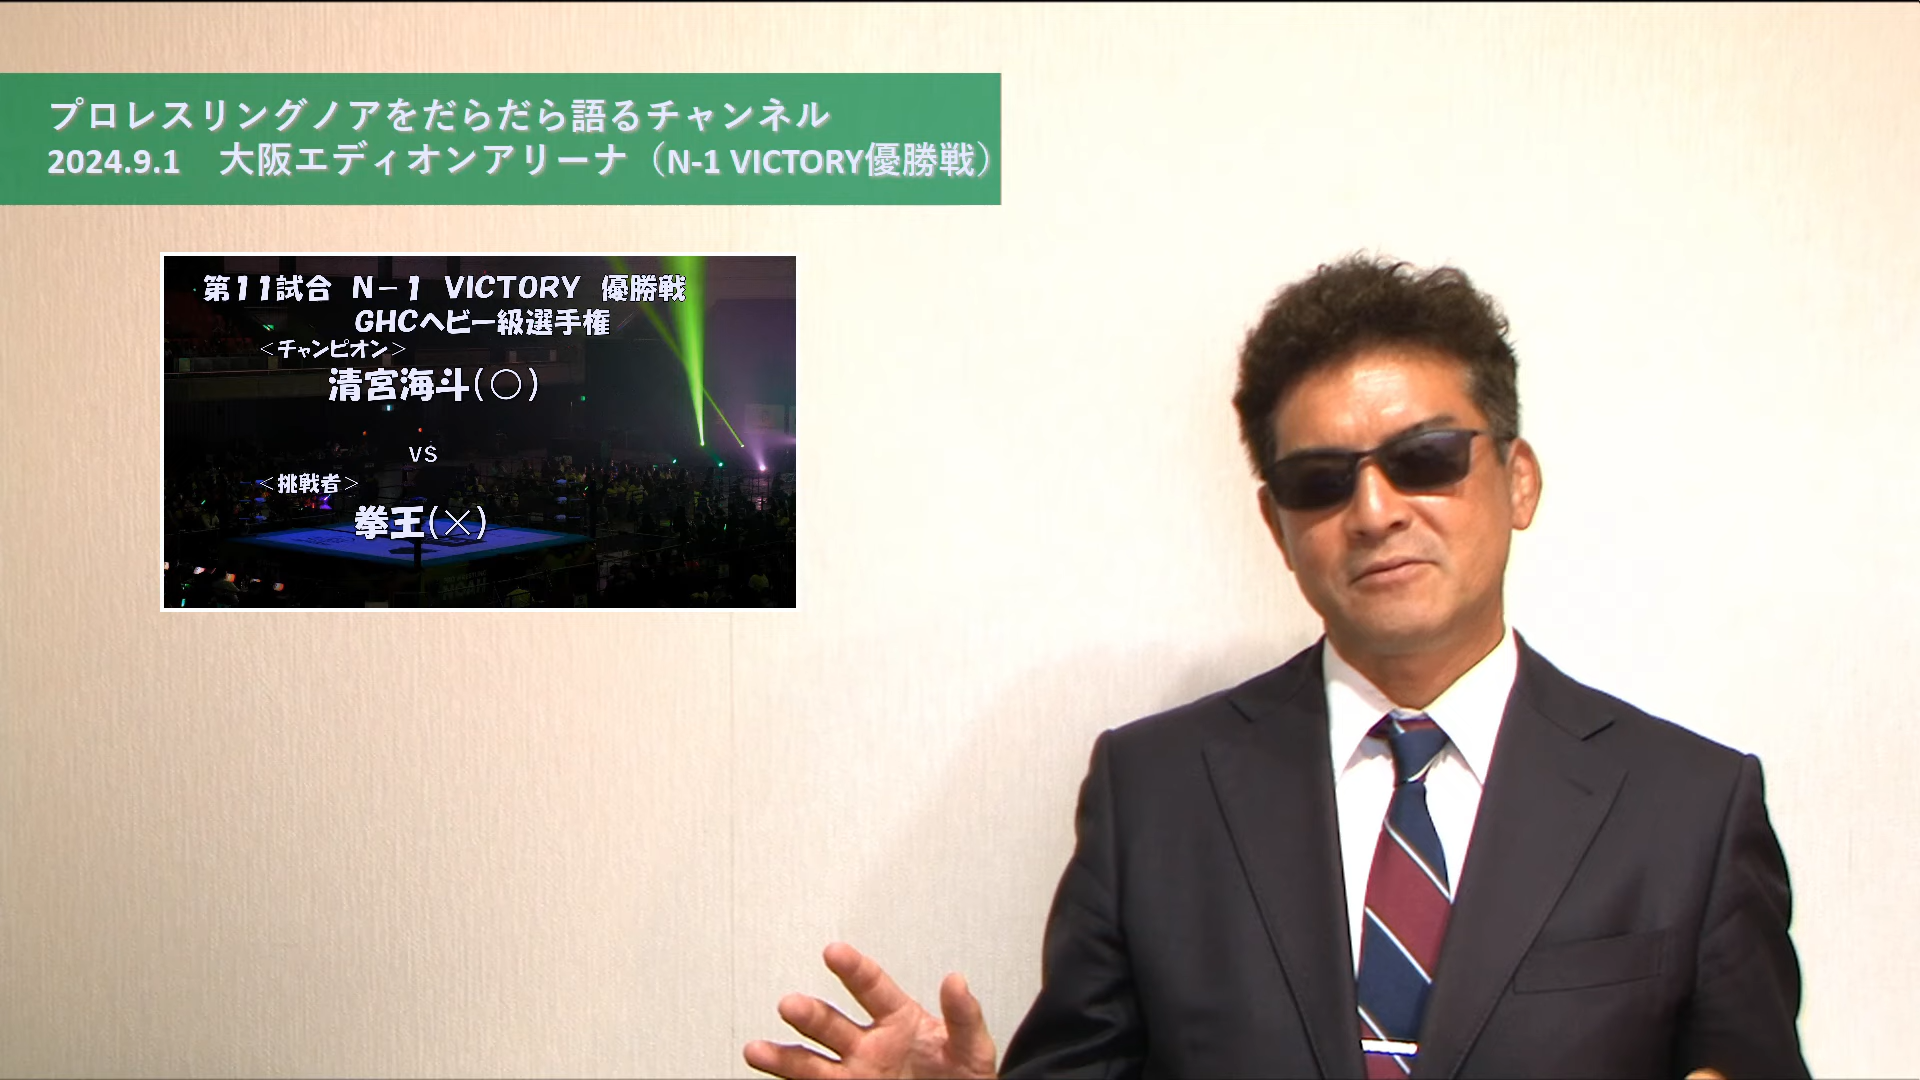 プロレスリングノアをだらだら語るチャンネル
2024.9.1　大阪エディオンアリーナ（N-1 VICTORY優勝戦）
第11試合 N－1 VICTORY 優勝戦
GHCヘビー級選手権
＜チャンピオン＞
清宮海斗(○)
vs
＜挑戦者＞
拳王(×)
NOAH